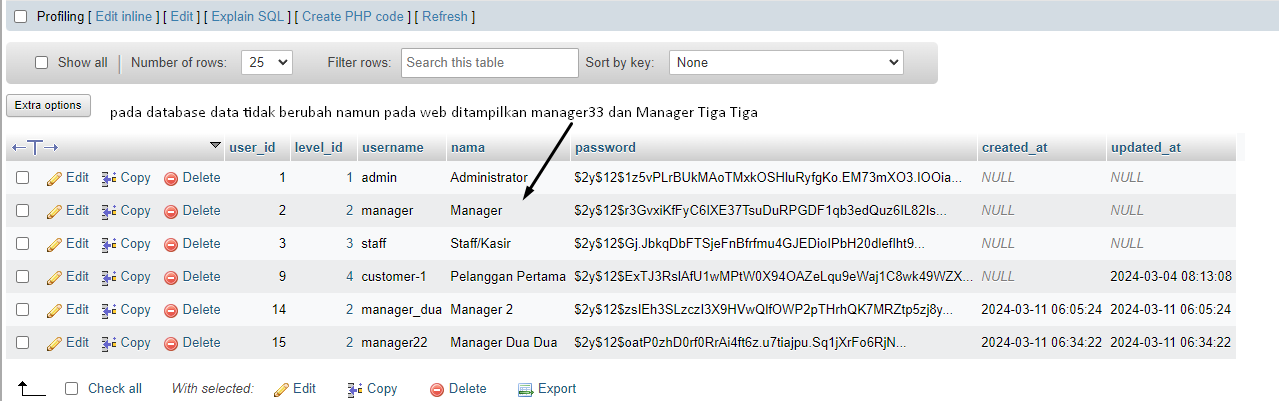 Profiling [ Edit inline ] [ Edit ] [ Explain SQL ] [ Create PHP code ] [ Refresh ]
Show all Number of rows: 25 Filter rows: Search this table Sort by key: None
Extra options pada database data tidak berubah namun pada web ditampilkan manager33 dan Manager Tiga Tiga
user_id level_id username nama password created_at updated_at
Edit Copy Delete 1 1 admin Administrator $2y$12$1z5vPLrBUkMAoTMxkOSHluRyfgKo.EM73mXO3.IOOia... NULL NULL
Edit Copy Delete 2 2 manager Manager $2y$12$r3GvxiKfFyC6IXE37TsuDuRPGDF1qb3edQuz6IL82Is... NULL NULL
Edit Copy Delete 3 3 staff Staff/Kasir $2y$12$Gj.JbkqDbFTSjeFnBfrfmu4GJEDioIPbH20dleflht9... NULL NULL
Edit Copy Delete 9 4 customer-1 Pelanggan Pertama $2y$12$ExTJ3RslAfU1wMPtW0X94OAZeLqu9eWaj1C8wk49WZX... NULL 2024-03-04 08:13:08
Edit Copy Delete 14 2 manager_dua Manager 2 $2y$12$zslEh3SLzczI3X9HVwQlfOWP2pTHrhQK7MRZtp5zj8y... 2024-03-11 06:05:24 2024-03-11 06:05:24
Edit Copy Delete 15 2 manager22 Manager Dua Dua $2y$12$oatP0zhD0rf0RrAi4ft6z.u7tiajpu.Sq1jXrFo6RjN... 2024-03-11 06:34:22 2024-03-11 06:34:22
Check all With selected: Edit Copy Delete Export